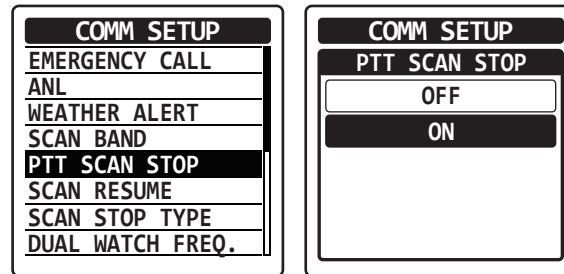 COMM SETUP
EMERGENCY CALL
ANL
WEATHER ALERT
SCAN BAND
PTT SCAN STOP
SCAN RESUME
SCAN STOP TYPE
DUAL WATCH FREQ.
COMM SETUP
PTT SCAN STOP
OFF
ON